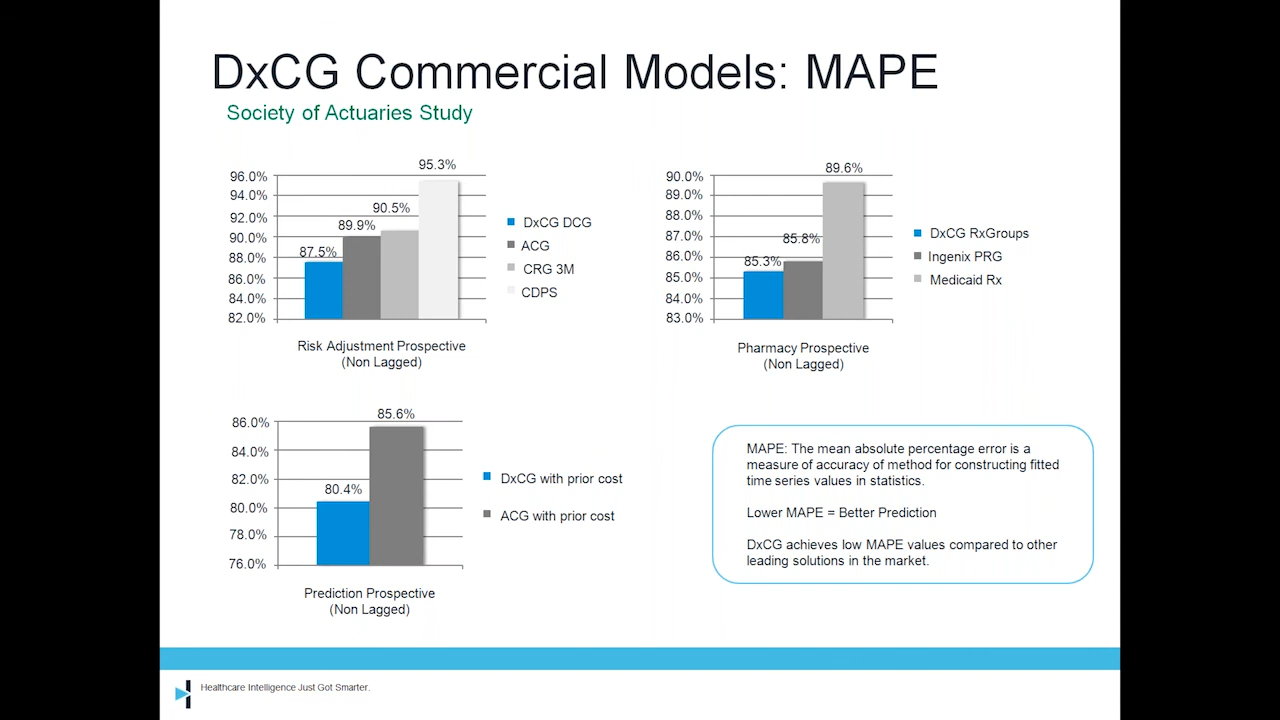 DxCG Commercial Models: MAPE
Society of Actuaries Study
96.0%
94.0%
92.0%
90.0%
88.0%
86.0%
84.0%
82.0%
87.5%
89.9%
90.5%
95.3%
Risk Adjustment Prospective
(Non Lagged)
DxCG DCG
ACG
CRG 3M
CDPS
90.0%
89.0%
88.0%
87.0%
86.0%
85.0%
84.0%
83.0%
85.3%
85.8%
89.6%
Pharmacy Prospective
(Non Lagged)
DxCG RxGroups
Ingenix PRG
Medicaid Rx
86.0%
84.0%
82.0%
80.0%
78.0%
76.0%
80.4%
85.6%
Prediction Prospective
(Non Lagged)
DxCG with prior cost
ACG with prior cost
MAPE: The mean absolute percentage error is a
measure of accuracy of method for constructing fitted
time series values in statistics.
Lower MAPE = Better Prediction
DxCG achieves low MAPE values compared to other
leading solutions in the market.
Healthcare Intelligence Just Got Smarter.